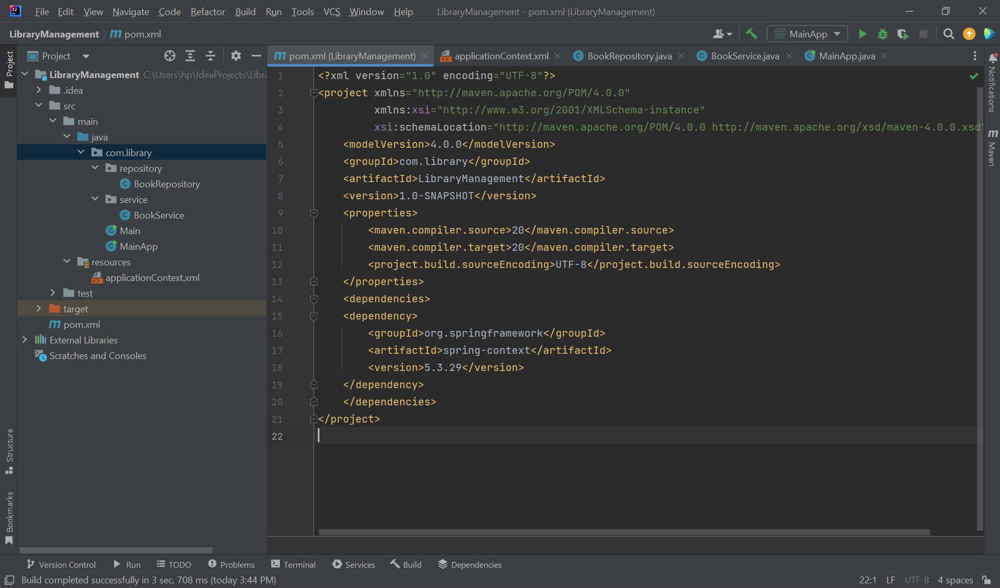 File Edit View Navigate Code Refactor Build Run Tools VCS Window Help LibraryManagement - pom.xml (LibraryManagement)
LibraryManagement pom.xml MainApp
Project
pom.xml (LibraryManagement) applicationContext.xml BookRepository.java BookService.java MainApp.java
Project
LibraryManagement C:\Users\hp\IdeaProjects\Libra
.idea
src
main
java
com.library
repository
BookRepository
service
BookService
Main
MainApp
resources
applicationContext.xml
test
target
pom.xml
External Libraries
Scratches and Consoles
Structure
Bookmarks
1 <?xml version="1.0" encoding="UTF-8"?>
2 <project xmlns="http://maven.apache.org/POM/4.0.0"
3 xmlns:xsi="http://www.w3.org/2001/XMLSchema-instance"
4 xsi:schemaLocation="http://maven.apache.org/POM/4.0.0 http://maven.apache.org/xsd/maven-4.0.0.xsd"
5 <modelVersion>4.0.0</modelVersion>
6 <groupId>com.library</groupId>
7 <artifactId>LibraryManagement</artifactId>
8 <version>1.0-SNAPSHOT</version>
9 <properties>
10 <maven.compiler.source>20</maven.compiler.source>
11 <maven.compiler.target>20</maven.compiler.target>
12 <project.build.sourceEncoding>UTF-8</project.build.sourceEncoding>
13 </properties>
14 <dependencies>
15 <dependency>
16 <groupId>org.springframework</groupId>
17 <artifactId>spring-context</artifactId>
18 <version>5.3.29</version>
19 </dependency>
20 </dependencies>
21 </project>
22
Notifications
Maven
Version Control Run TODO Problems Terminal Services Build Dependencies
Build completed successfully in 3 sec, 708 ms (today 3:44 PM) 22:1 LF UTF-8 4 spaces